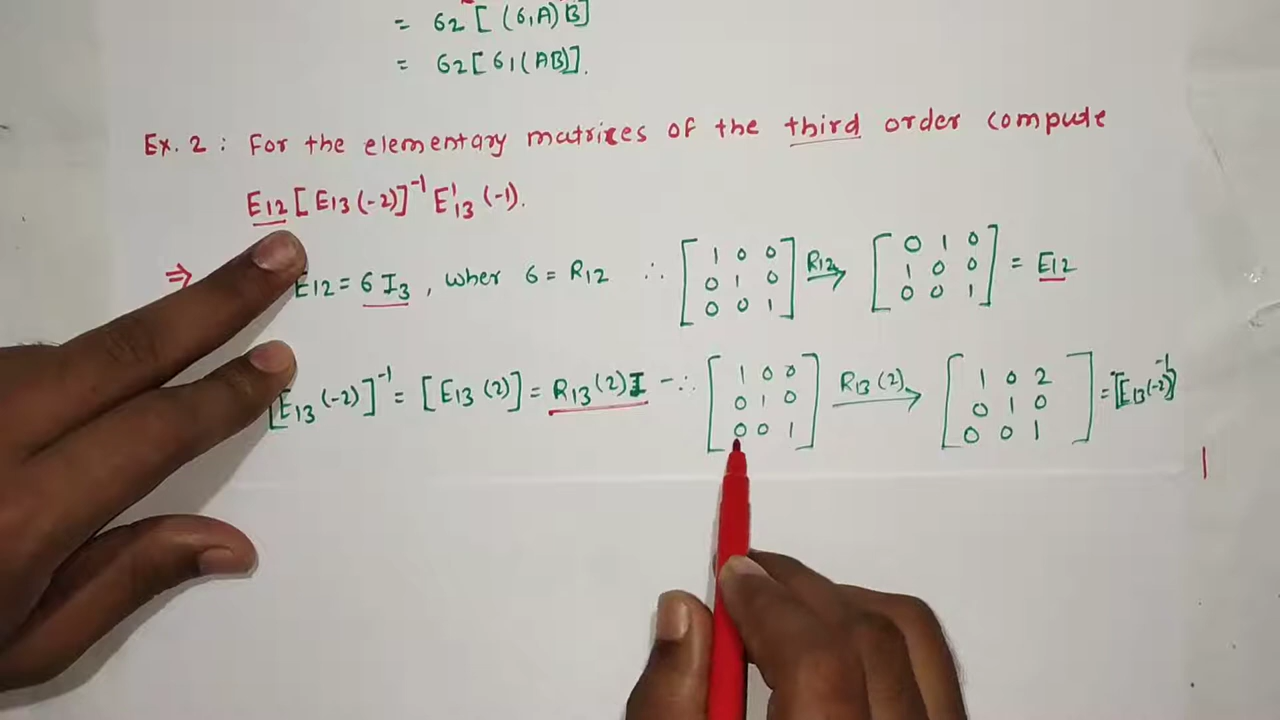 = 62 [ (6,A) B]
= 62 [ 61 (AB)].
Ex. 2 : For the elementary matrixes of the third order compute
E12 [ E13 (-2)]⁻¹ E'13 (-1).
⇒ E12 = 6 I3 , wher 6 = R12 ∴ [1 0 0; 0 1 0; 0 0 1] R12→ [0 1 0; 1 0 0; 0 0 1] = E12
[E13 (-2)]⁻¹ = [E13 (2)] = R13 (2) I -∴ [1 0 0; 0 1 0; 0 0 1] R13 (2)→ [1 0 2; 0 1 0; 0 0 1] = [E13(-2)]⁻¹